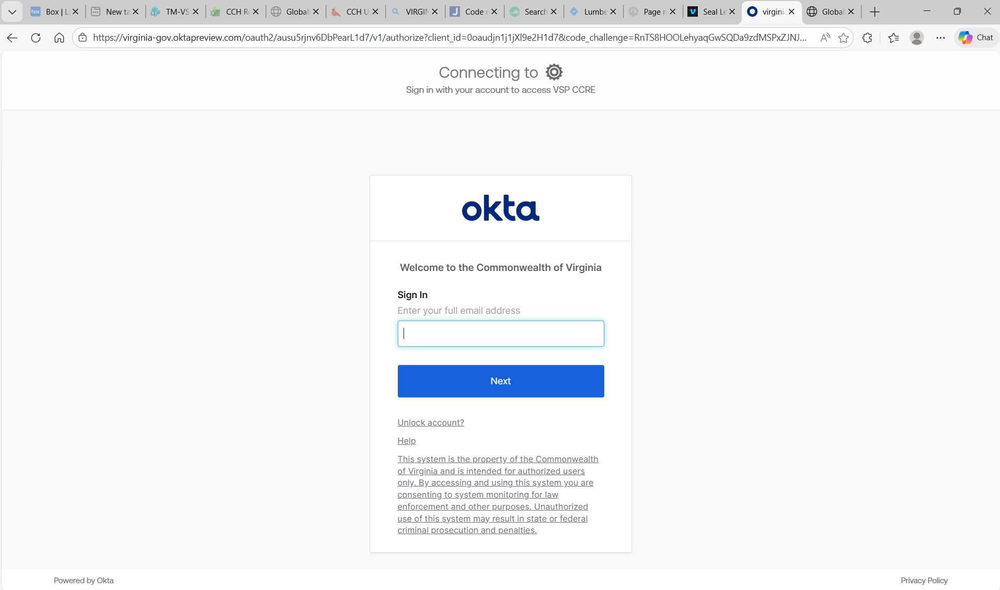 Box | L
New ta
TM-VS
CCH Re
Global
CCH U
VIRGIN
Code o
Search
Lumbe
Page n
Seal Le
virginia
Global
https://virginia-gov.oktapreview.com/oauth2/ausu5rjnv6DbPearL1d7/v1/authorize?client_id=0oaudjn1j1jXl9e2H1d7&code_challenge=RnTS8HOOLehyaqGwSQDa9zdMSPxZJNJ...
Chat
Connecting to
Sign in with your account to access VSP CCRE
okta
Welcome to the Commonwealth of Virginia
Sign In
Enter your full email address
Next
Unlock account?
Help
This system is the property of the Commonwealth
of Virginia and is intended for authorized users
only. By accessing and using this system you are
consenting to system monitoring for law
enforcement and other purposes. Unauthorized
use of this system may result in state or federal
criminal prosecution and penalties.
Powered by Okta
Privacy Policy